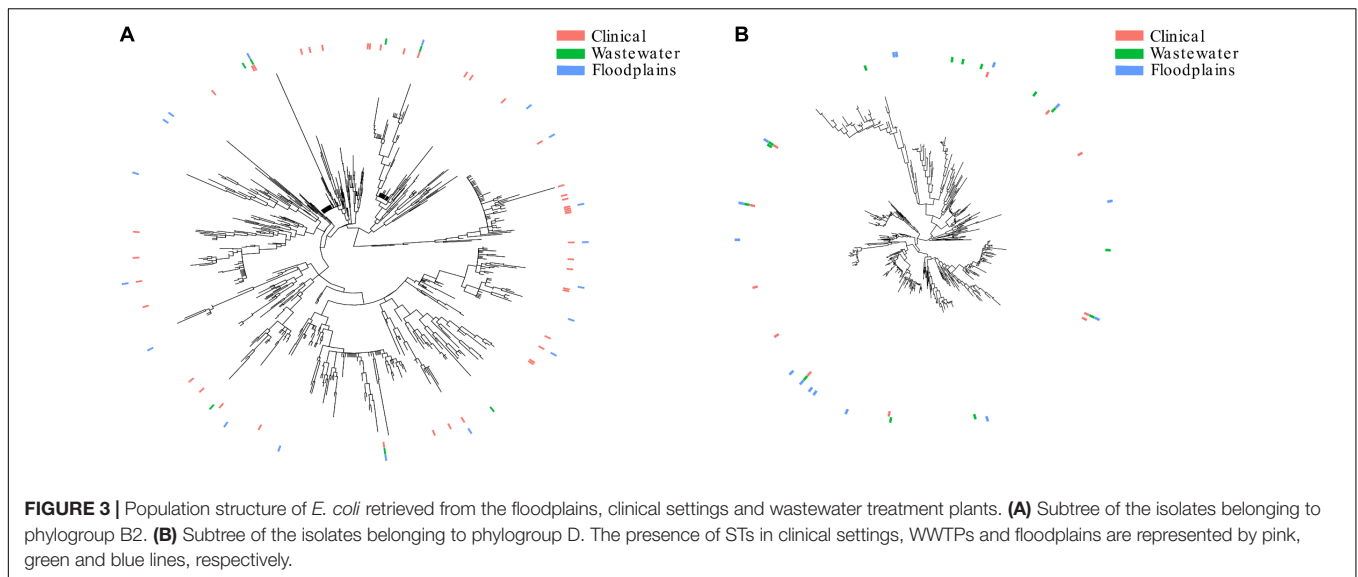 A
Clinical
Wastewater
Floodplains
B
Clinical
Wastewater
Floodplains
FIGURE 3 | Population structure of E. coli retrieved from the floodplains, clinical settings and wastewater treatment plants. (A) Subtree of the isolates belonging to
phylogroup B2. (B) Subtree of the isolates belonging to phylogroup D. The presence of STs in clinical settings, WWTPs and floodplains are represented by pink,
green and blue lines, respectively.